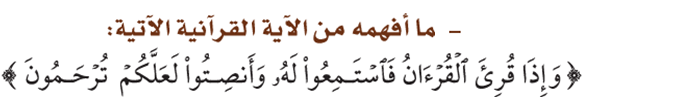 - ما أفهمه من الآية القرآنية الآتية:
﴿ وَإِذَا قُرِئَ ٱلۡقُرۡءَانُ فَٱسۡتَمِعُواْ لَهُۥ وَأَنصِتُواْ لَعَلَّكُمۡ تُرۡحَمُونَ ﴾